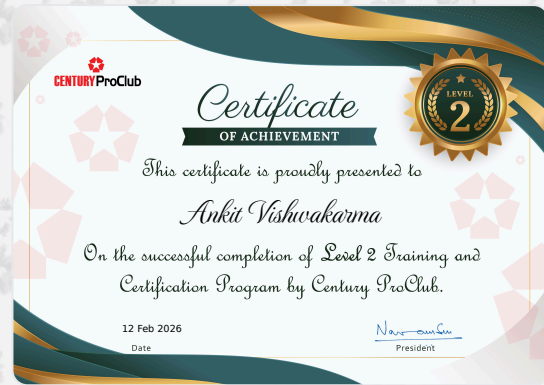 CENTURY ProClub
LEVEL
2
Certificate
OF ACHIEVEMENT
This certificate is proudly presented to
Ankit Vishwakarma
On the successful completion of Level 2 Training and
Certification Program by Century ProClub.
12 Feb 2026
Date
President